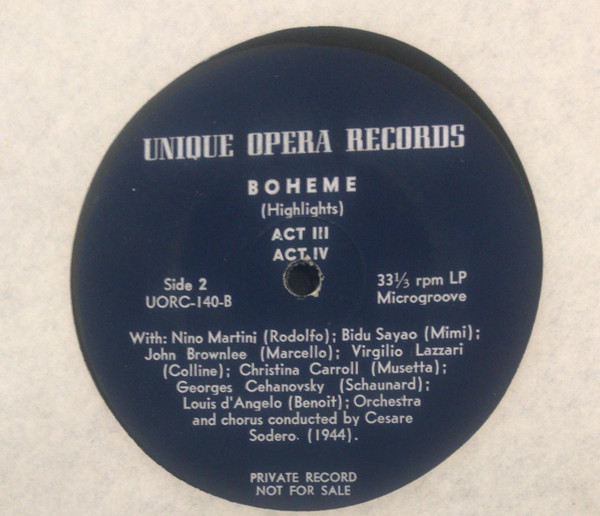 UNIQUE OPERA RECORDS
BOHEME
(Highlights)
ACT III
ACT IV
Side 2
UORC-140-B
33⅓ rpm LP
Microgroove
With: Nino Martini (Rodolfo); Bidu Sayao (Mimi);
John Brownlee (Marcello); Virgilio Lazzari
(Colline); Christina Carroll (Musetta);
Georges Cehanovsky (Schaunard);
Louis d'Angelo (Benoit); Orchestra
and chorus conducted by Cesare
Sodero. (1944).
PRIVATE RECORD
NOT FOR SALE